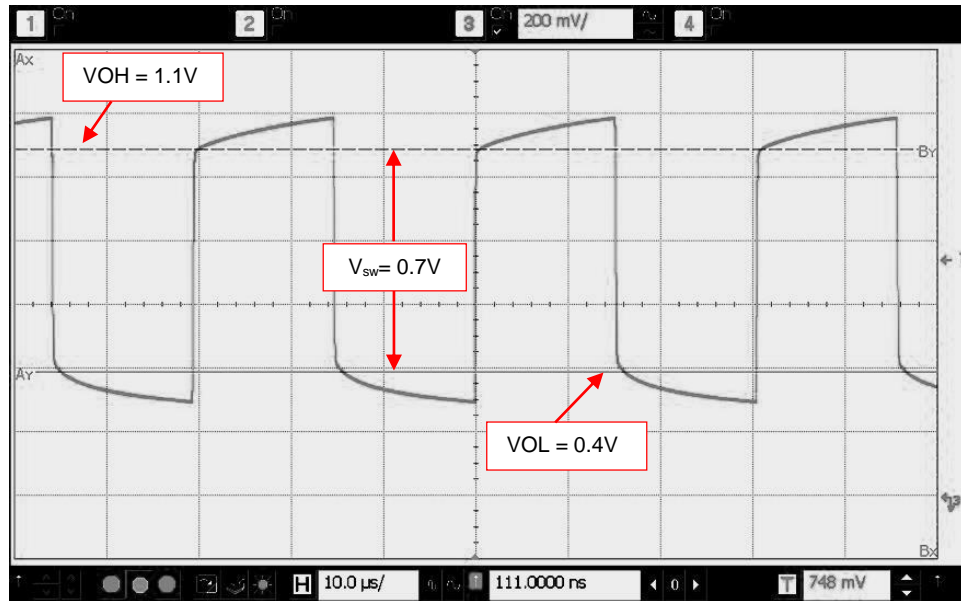 1 On 2 On 3 On 200 mV/ 4 On
AX
VOH = 1.1V
BY
Vsw= 0.7V
AY
VOL = 0.4V
BX
H 10.0 µs/ 111.0000 ns 0 T 748 mV